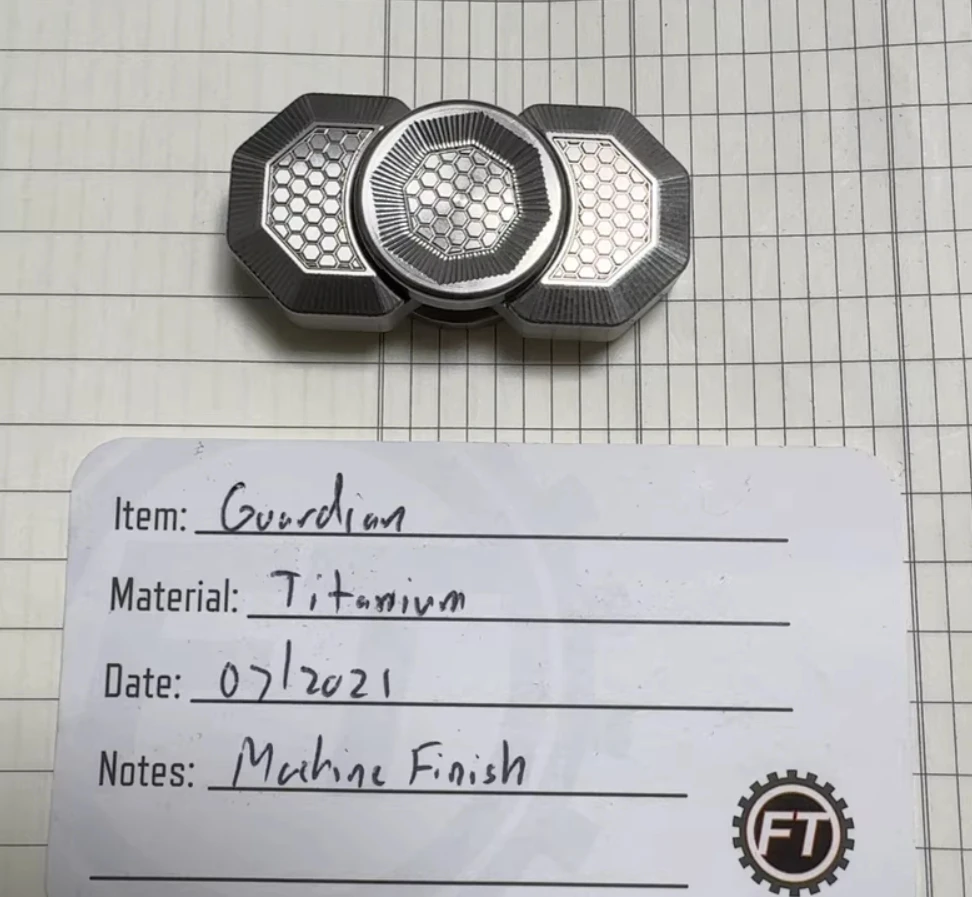 Item: Guardian
Material: Titanium
Date: 07/2021
Notes: Machine Finish
FT